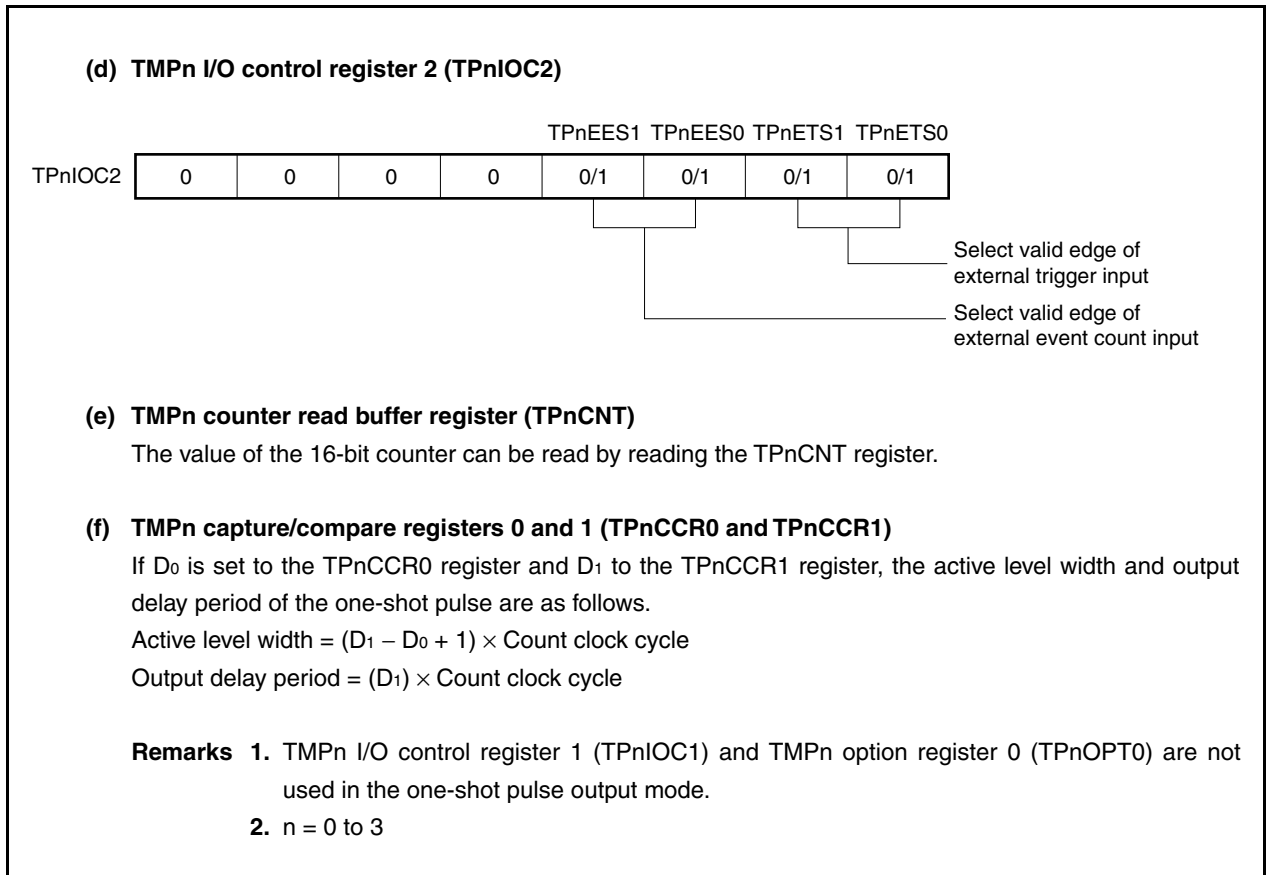 (d) TMPn I/O control register 2 (TPnIOC2)
TPnEES1 TPnEES0 TPnETS1 TPnETS0
TPnIOC2 0 0 0 0 0/1 0/1 0/1 0/1
Select valid edge of
external trigger input
Select valid edge of
external event count input
(e) TMPn counter read buffer register (TPnCNT)
The value of the 16-bit counter can be read by reading the TPnCNT register.
(f) TMPn capture/compare registers 0 and 1 (TPnCCR0 and TPnCCR1)
If D₀ is set to the TPnCCR0 register and D₁ to the TPnCCR1 register, the active level width and output
delay period of the one-shot pulse are as follows.
Active level width = (D₁ − D₀ + 1) × Count clock cycle
Output delay period = (D₁) × Count clock cycle
Remarks 1. TMPn I/O control register 1 (TPnIOC1) and TMPn option register 0 (TPnOPT0) are not
used in the one-shot pulse output mode.
2. n = 0 to 3